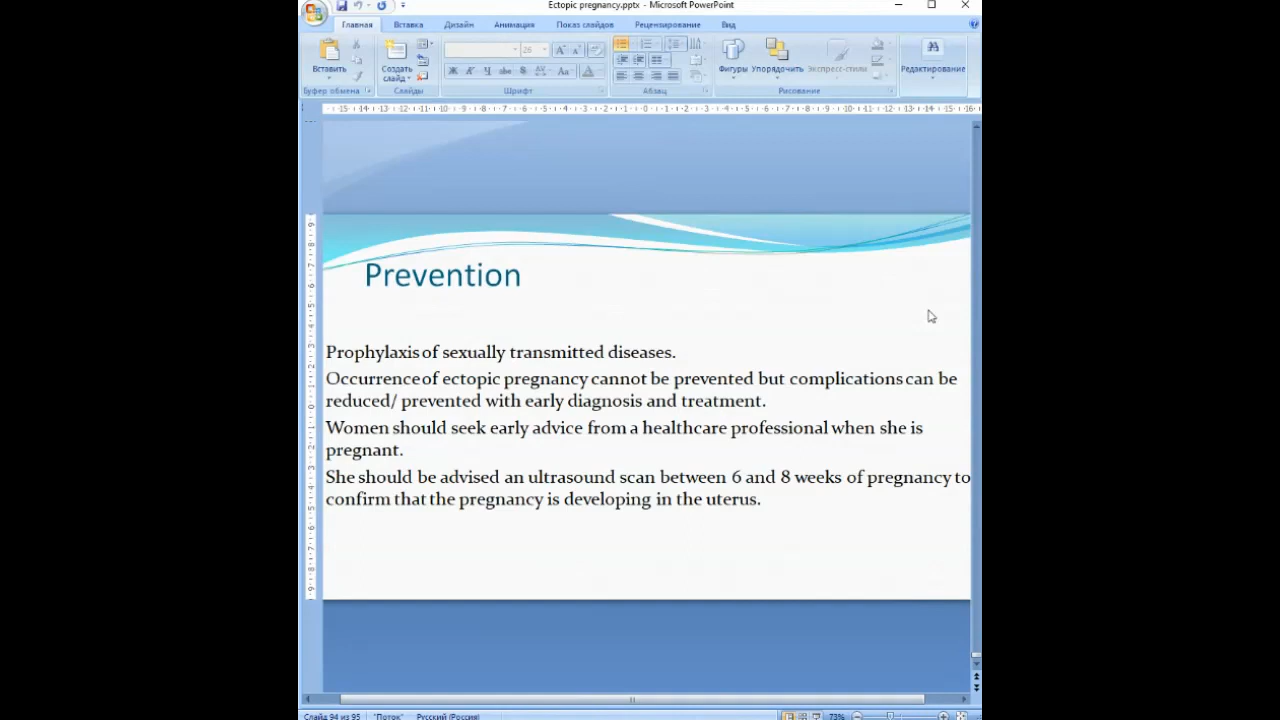 Ectopic pregnancy.pptx - Microsoft PowerPoint
Главная Вставка Дизайн Анимация Показ слайдов Рецензирование Вид
Вставить Создать слайд Фигуры Упорядочить Экспресс-стили Редактирование
26
Ж К Ч abe S AV Aa A
Буфер обмена Слайды Шрифт Абзац Рисование
Prevention
Prophylaxis of sexually transmitted diseases.
Occurrence of ectopic pregnancy cannot be prevented but complications can be
reduced/ prevented with early diagnosis and treatment.
Women should seek early advice from a healthcare professional when she is
pregnant.
She should be advised an ultrasound scan between 6 and 8 weeks of pregnancy to
confirm that the pregnancy is developing in the uterus.
Слайд 94 из 95 "Поток" Русский (Россия) 73%